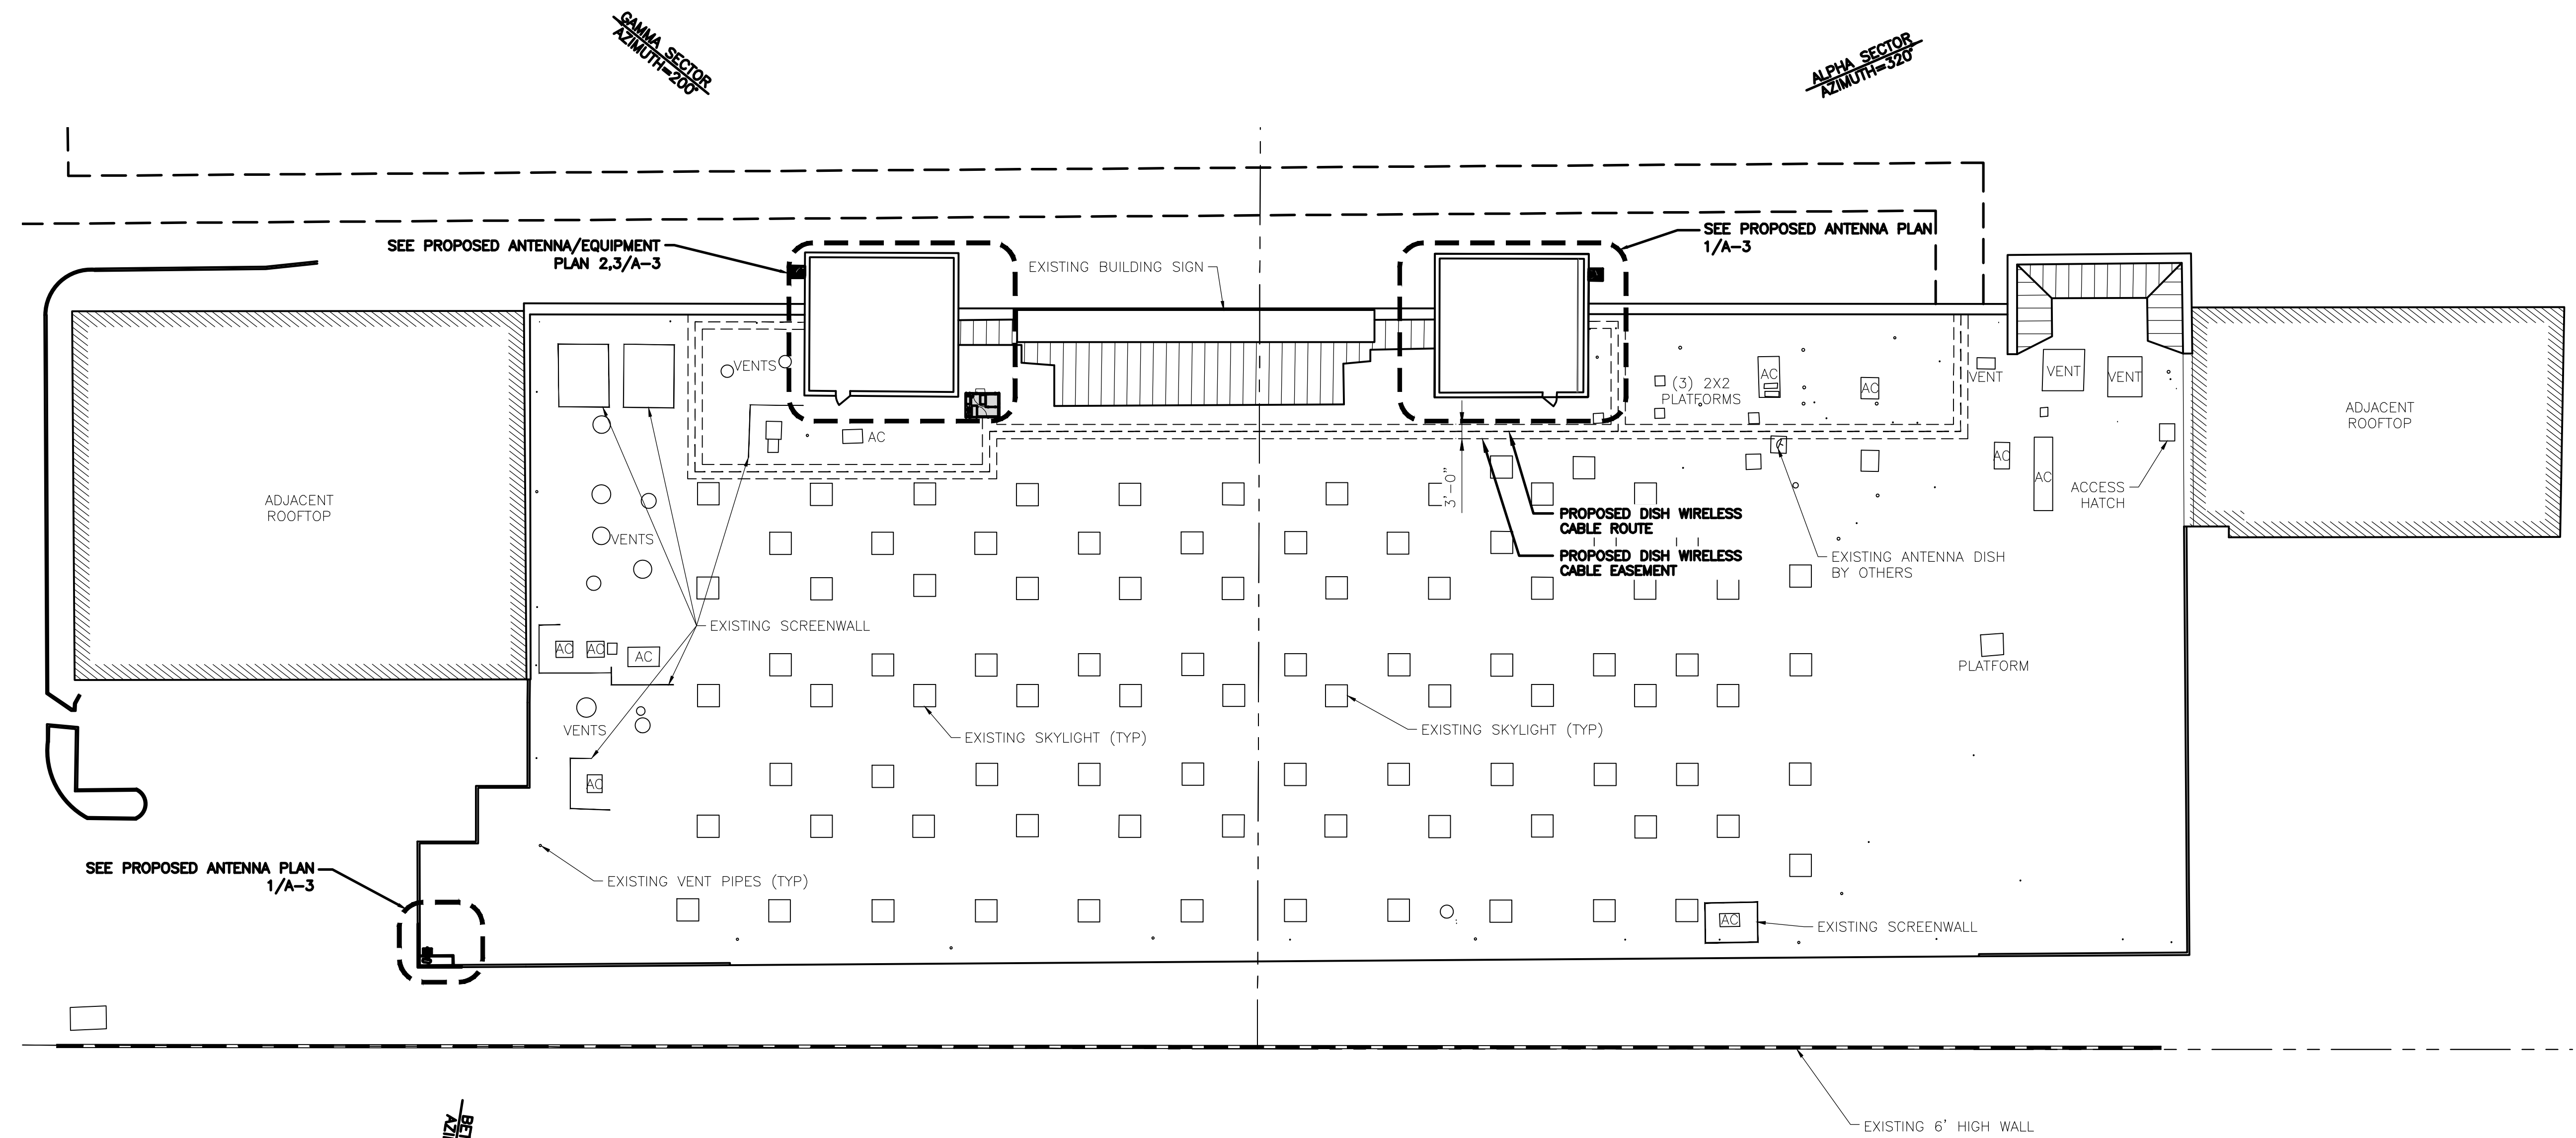 GAMMA SECTOR
AZIMUTH=200°
ALPHA SECTOR
AZIMUTH=320°
SEE PROPOSED ANTENNA/EQUIPMENT
PLAN 2,3/A-3
EXISTING BUILDING SIGN
SEE PROPOSED ANTENNA PLAN
1/A-3
VENTS
AC
(3) 2X2
PLATFORMS
AC
AC
VENT
VENT
VENT
ADJACENT
ROOFTOP
ADJACENT
ROOFTOP
VENTS
3'-0"
PROPOSED DISH WIRELESS
CABLE ROUTE
PROPOSED DISH WIRELESS
CABLE EASEMENT
EXISTING ANTENNA DISH
BY OTHERS
AC
AC
ACCESS
HATCH
EXISTING SCREENWALL
AC
AC
AC
PLATFORM
VENTS
EXISTING SKYLIGHT (TYP)
EXISTING SKYLIGHT (TYP)
AC
SEE PROPOSED ANTENNA PLAN
1/A-3
EXISTING VENT PIPES (TYP)
AC
EXISTING SCREENWALL
EXISTING 6' HIGH WALL